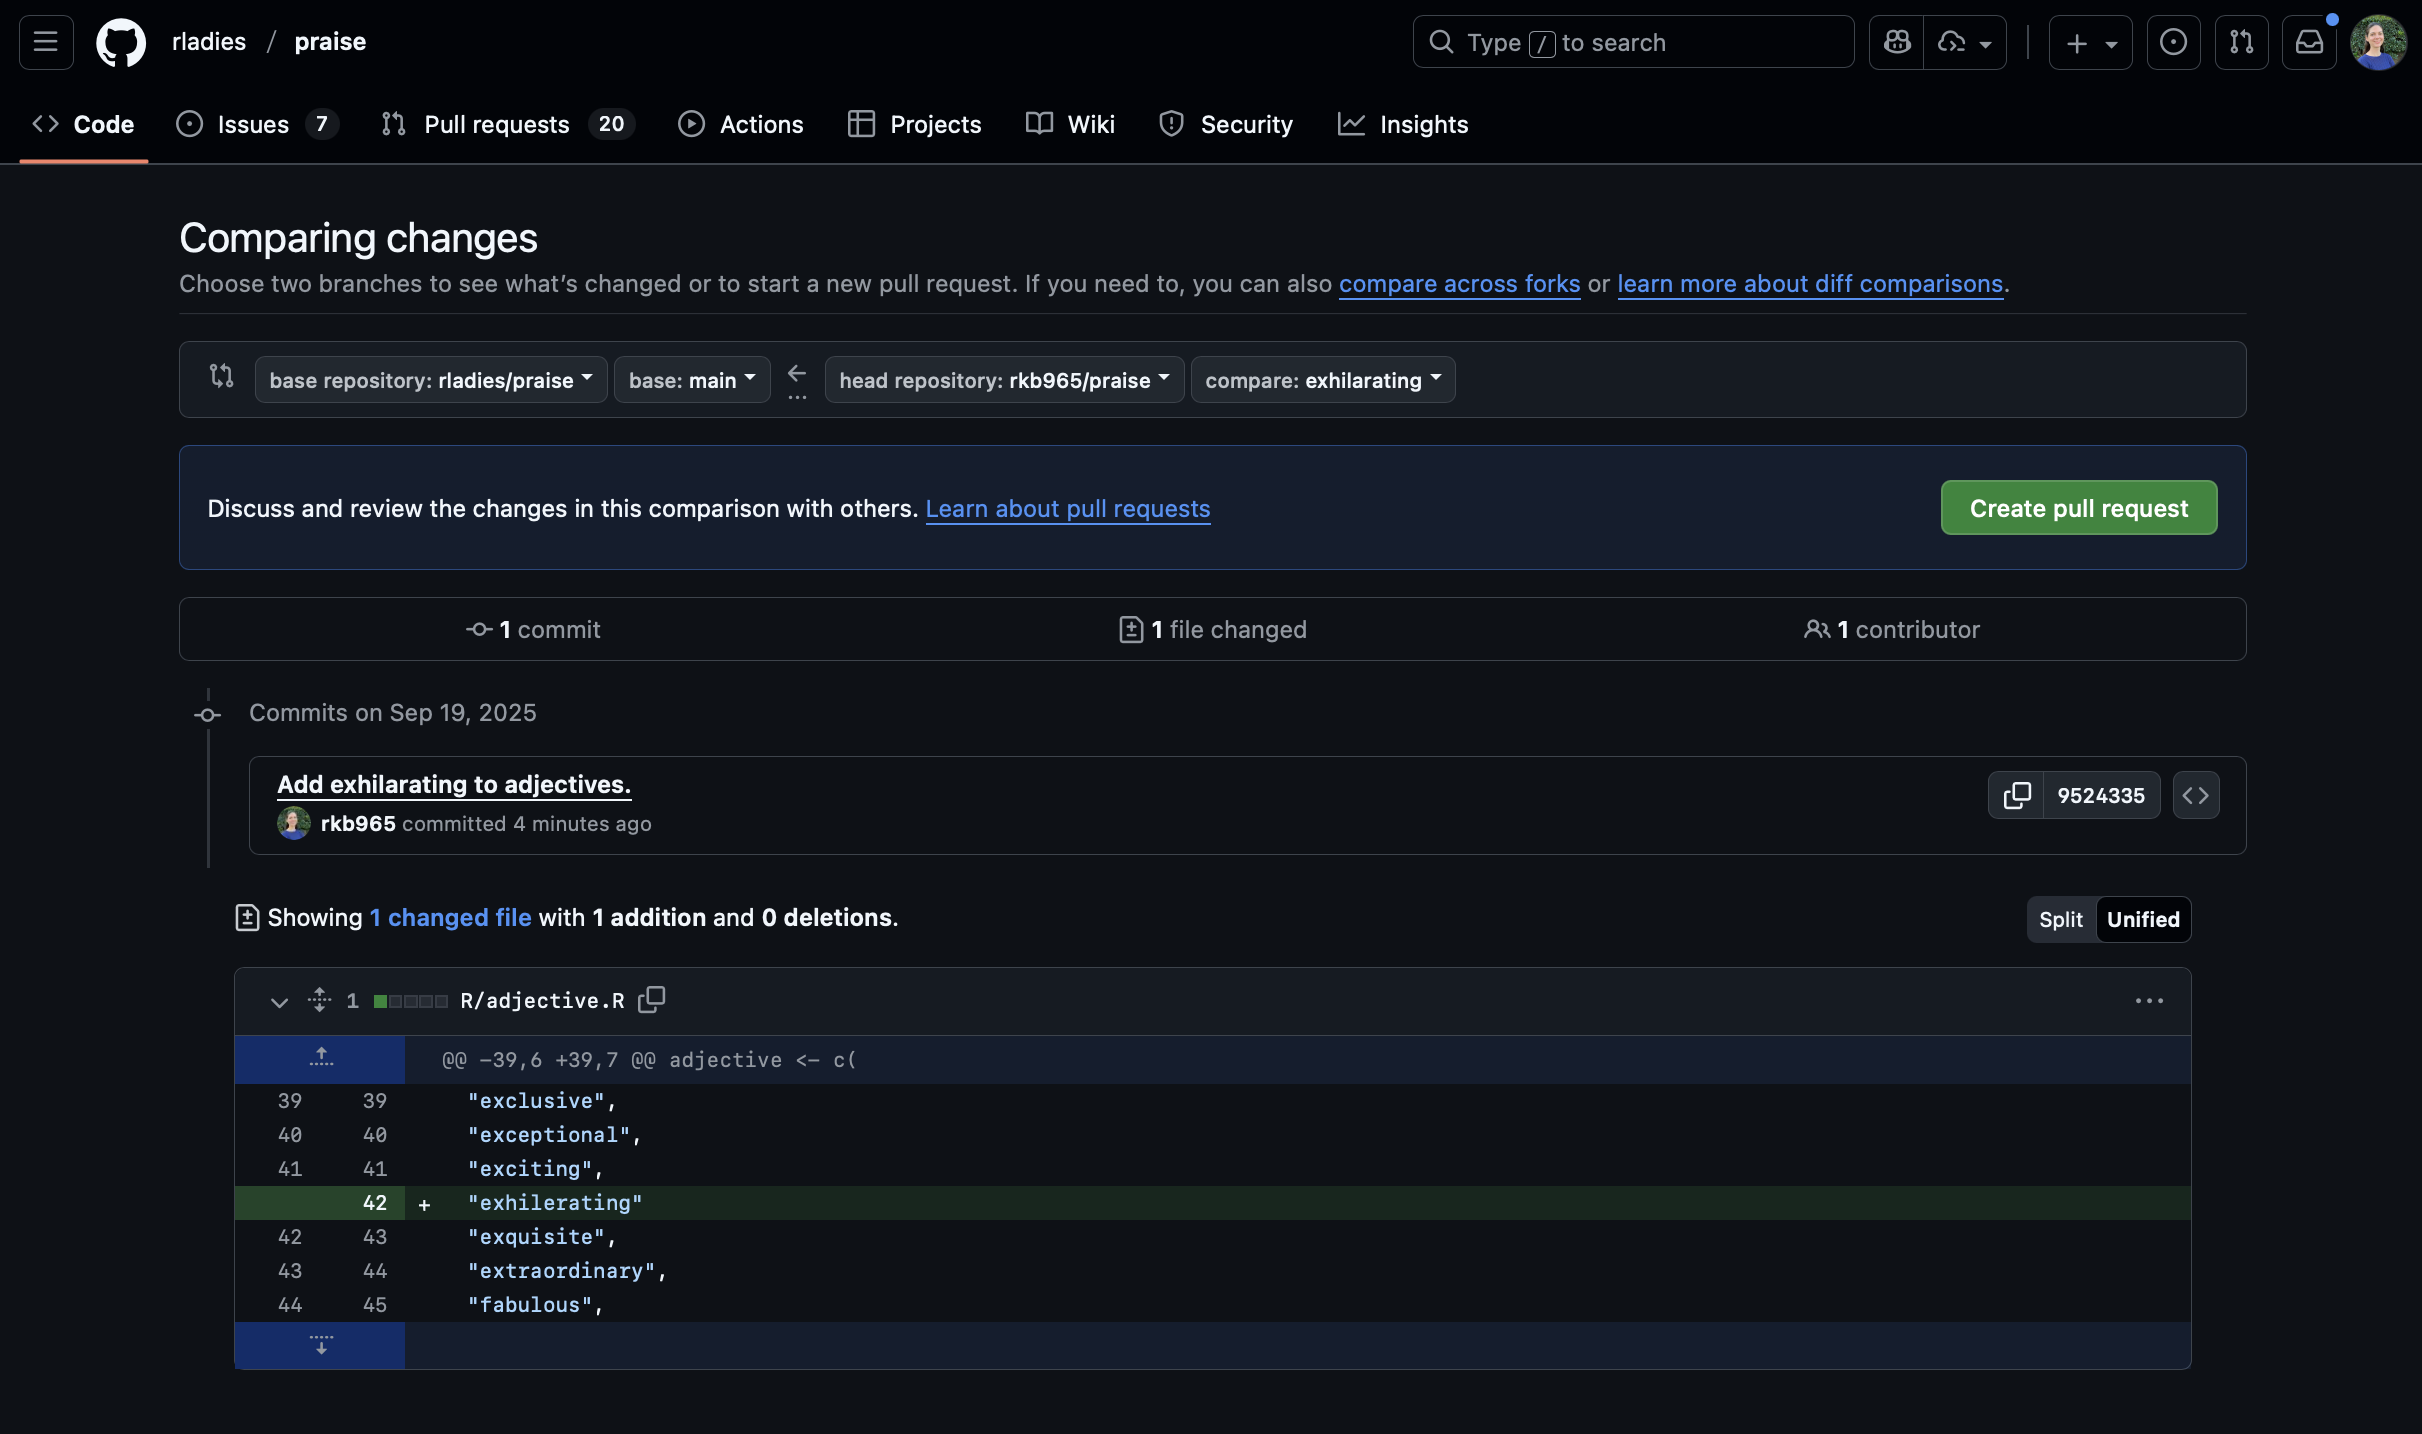 rladies / praise
Type / to search
Code
Issues 7
Pull requests 20
Actions
Projects
Wiki
Security
Insights
Comparing changes
Choose two branches to see what’s changed or to start a new pull request. If you need to, you can also compare across forks or learn more about diff comparisons.
base repository: rladies/praise
base: main
...
head repository: rkb965/praise
compare: exhilarating
Discuss and review the changes in this comparison with others. Learn about pull requests
Create pull request
1 commit
1 file changed
1 contributor
Commits on Sep 19, 2025
Add exhilarating to adjectives.
9524335
rkb965 committed 4 minutes ago
Showing 1 changed file with 1 addition and 0 deletions.
Split
Unified
1 R/adjective.R
@@ -39,6 +39,7 @@ adjective <- c(
39 39 "exclusive",
40 40 "exceptional",
41 41 "exciting",
42 + "exhilerating"
42 43 "exquisite",
43 44 "extraordinary",
44 45 "fabulous",